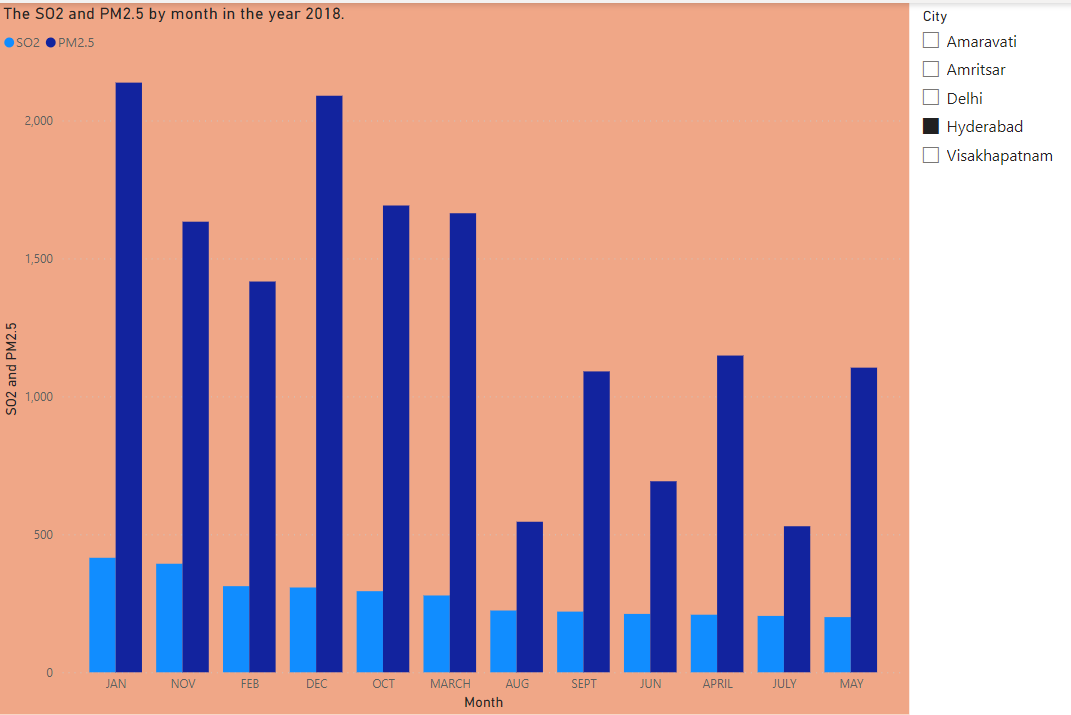 The SO2 and PM2.5 by month in the year 2018.
SO2 PM2.5
SO2 and PM2.5
2,000
1,500
1,000
500
0
JAN NOV FEB DEC OCT MARCH AUG SEPT JUN APRIL JULY MAY
Month
City
Amaravati
Amritsar
Delhi
Hyderabad
Visakhapatnam